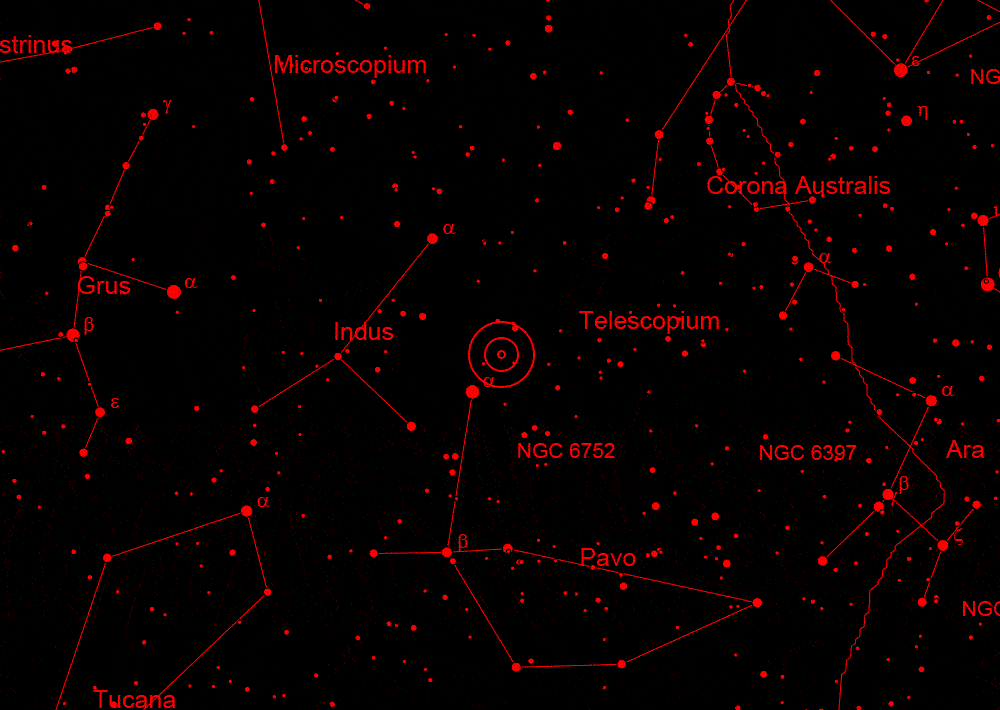 strinus
Microscopium
ε
NG
γ
η
Corona Australis
α
α
α
Grus
β
Indus
Telescopium
α
α
ε
NGC 6752
NGC 6397
Ara
β
α
β
ξ
Pavo
NGC
Tucana